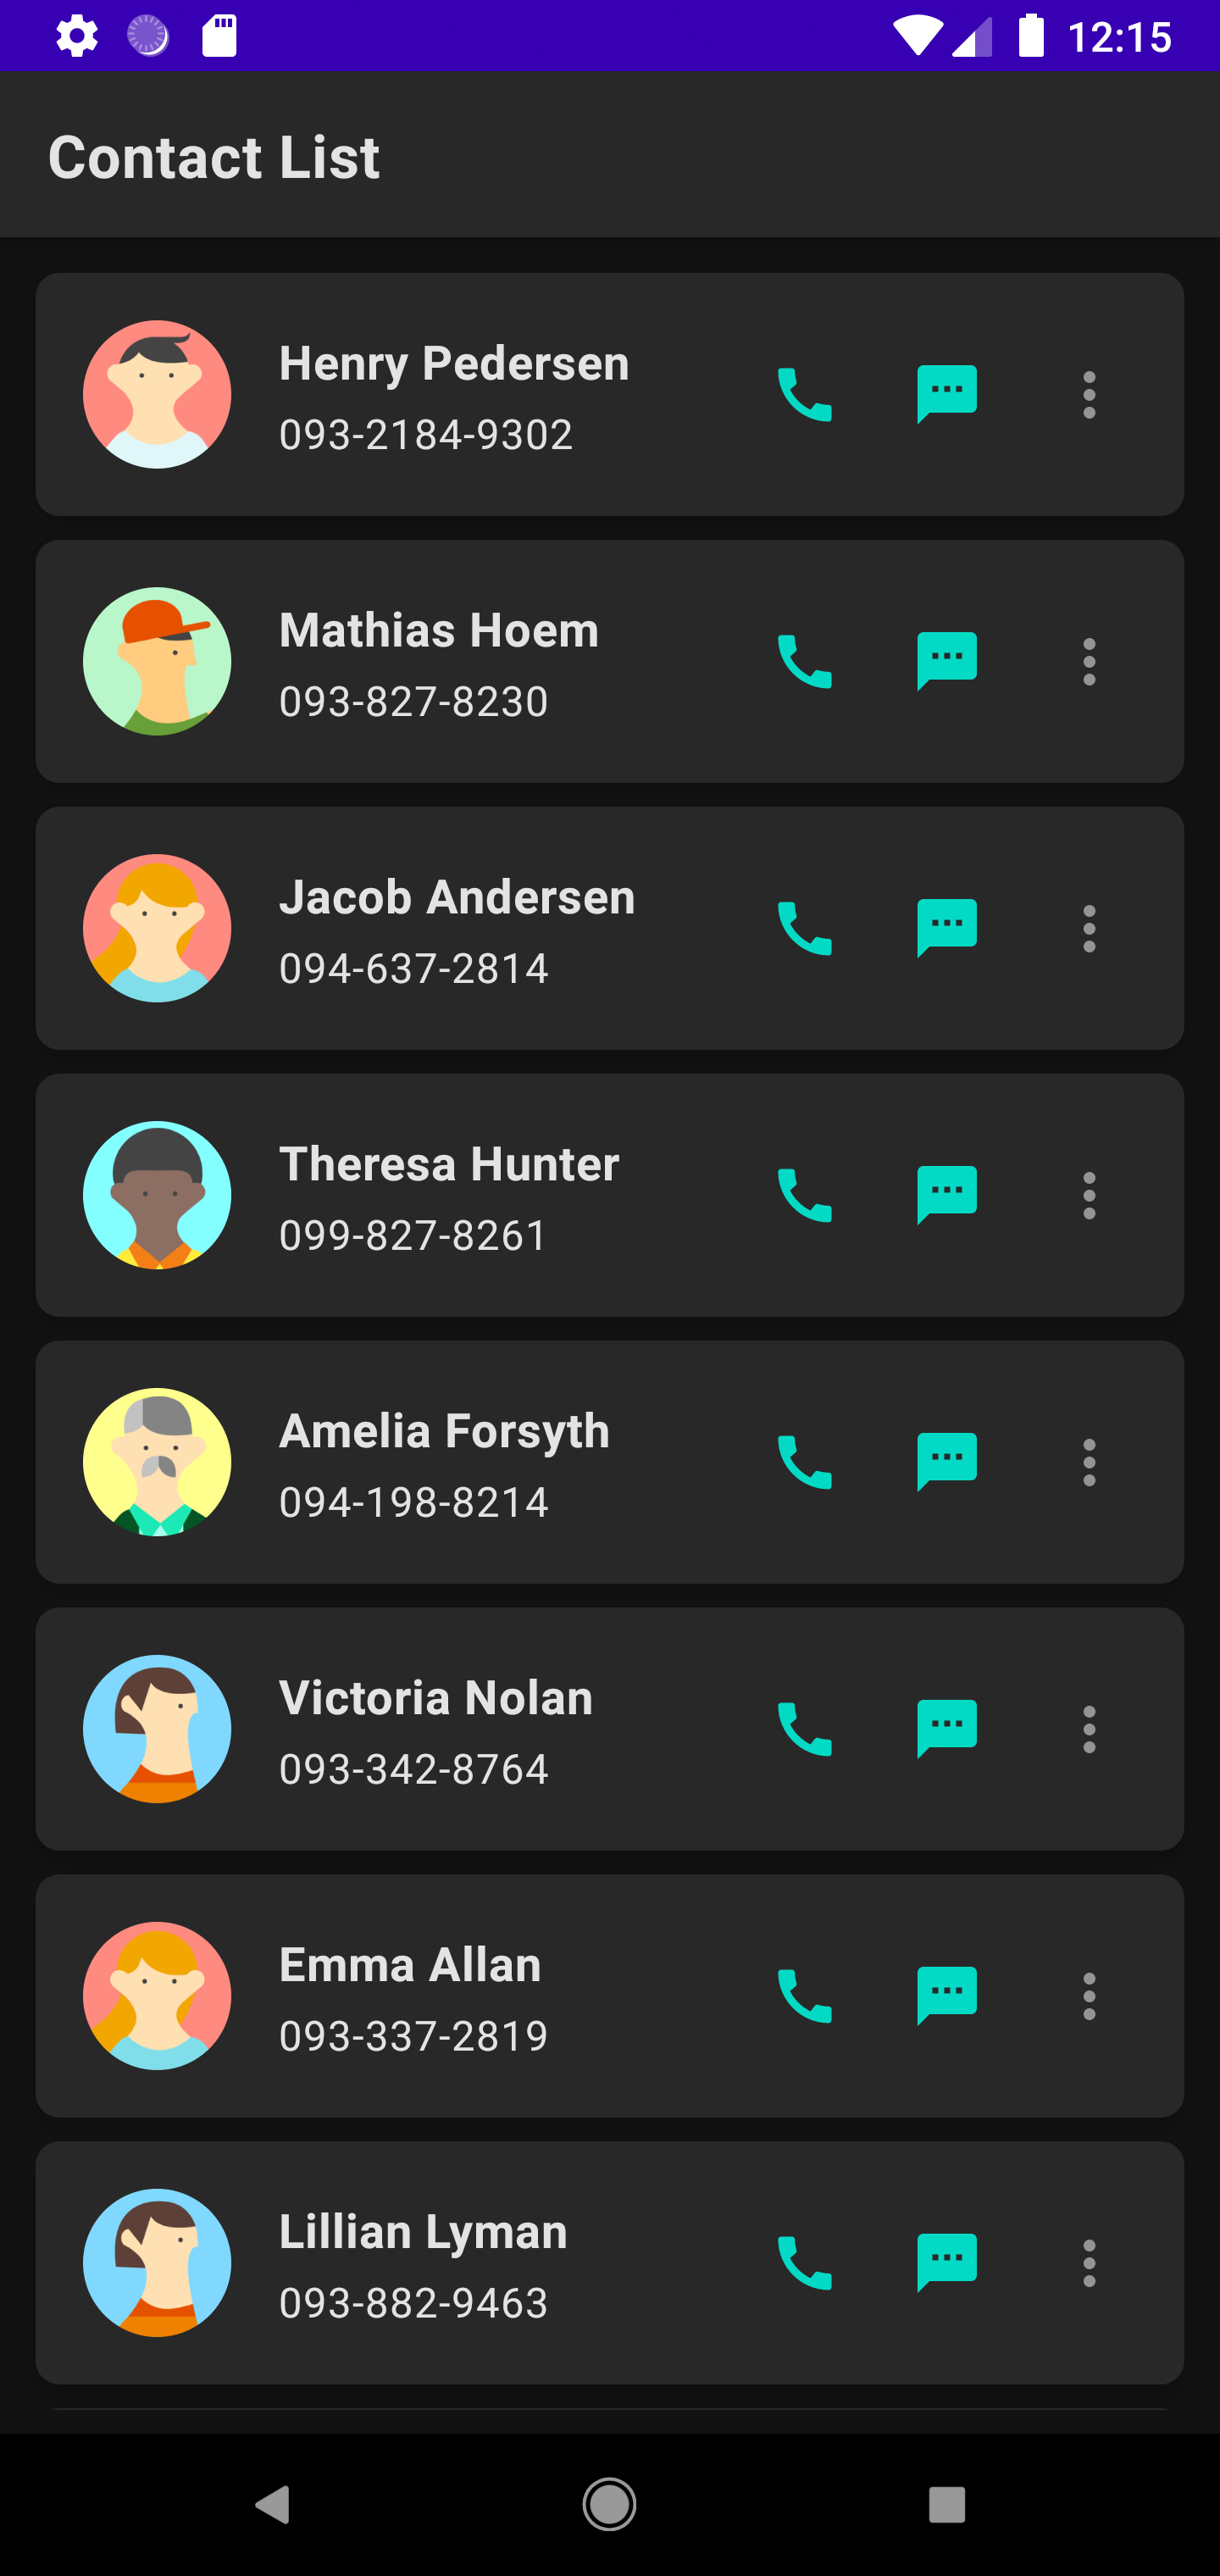 12:15
Contact List
Henry Pedersen
093-2184-9302
Mathias Hoem
093-827-8230
Jacob Andersen
094-637-2814
Theresa Hunter
099-827-8261
Amelia Forsyth
094-198-8214
Victoria Nolan
093-342-8764
Emma Allan
093-337-2819
Lillian Lyman
093-882-9463